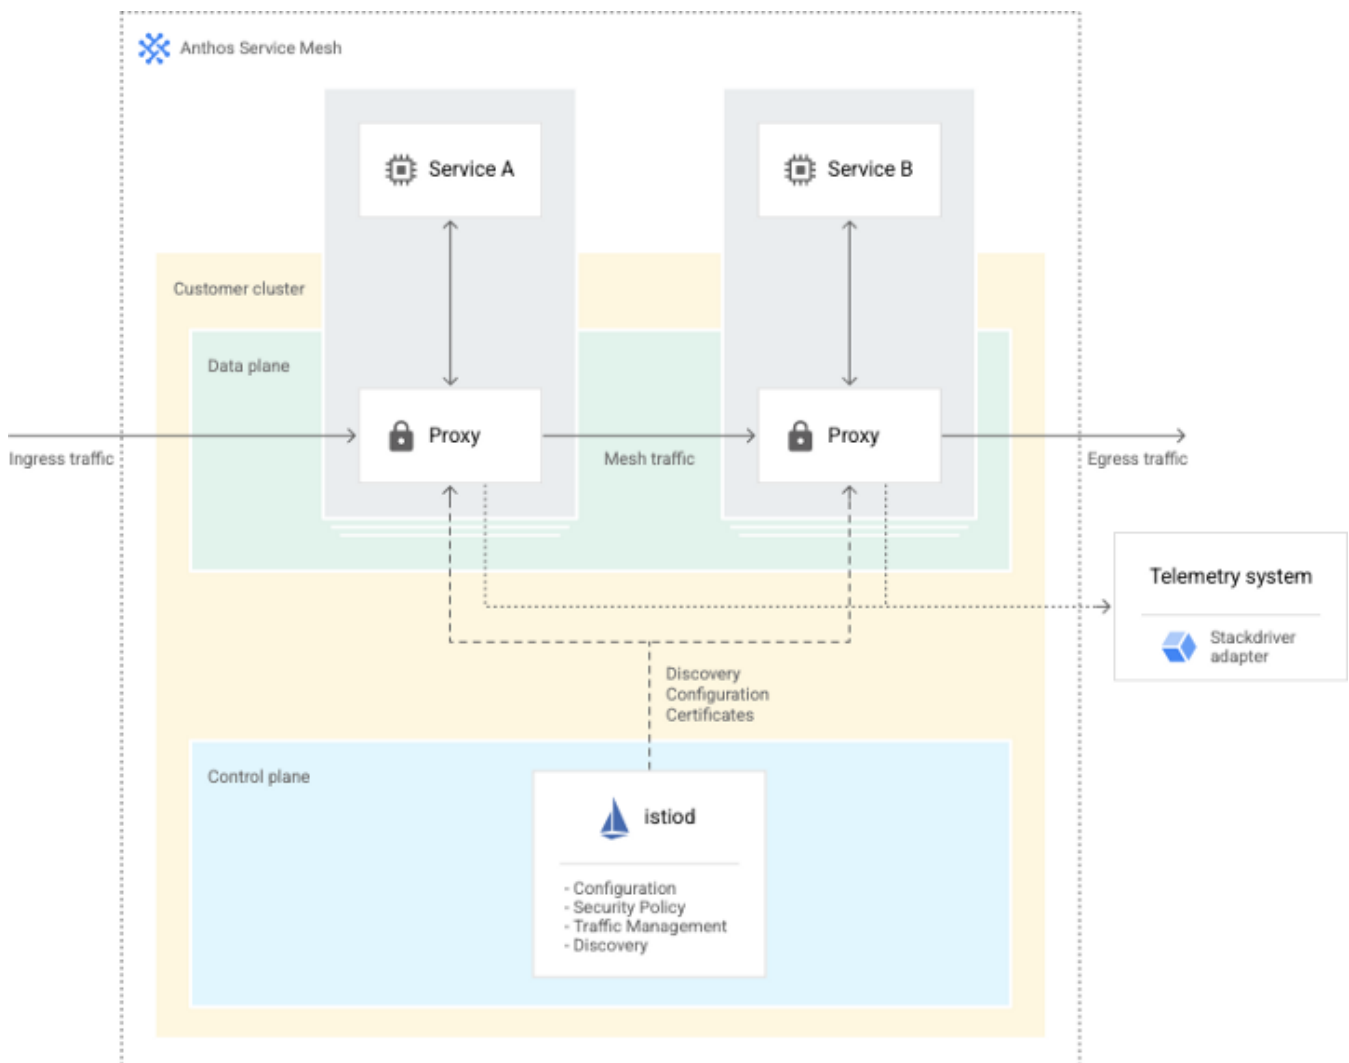 Anthos Service Mesh
Service A
Service B
Customer cluster
Data plane
Proxy
Proxy
Ingress traffic
Mesh traffic
Egress traffic
Telemetry system
Stackdriver
adapter
Discovery
Configuration
Certificates
Control plane
istiod
- Configuration
- Security Policy
- Traffic Management
- Discovery